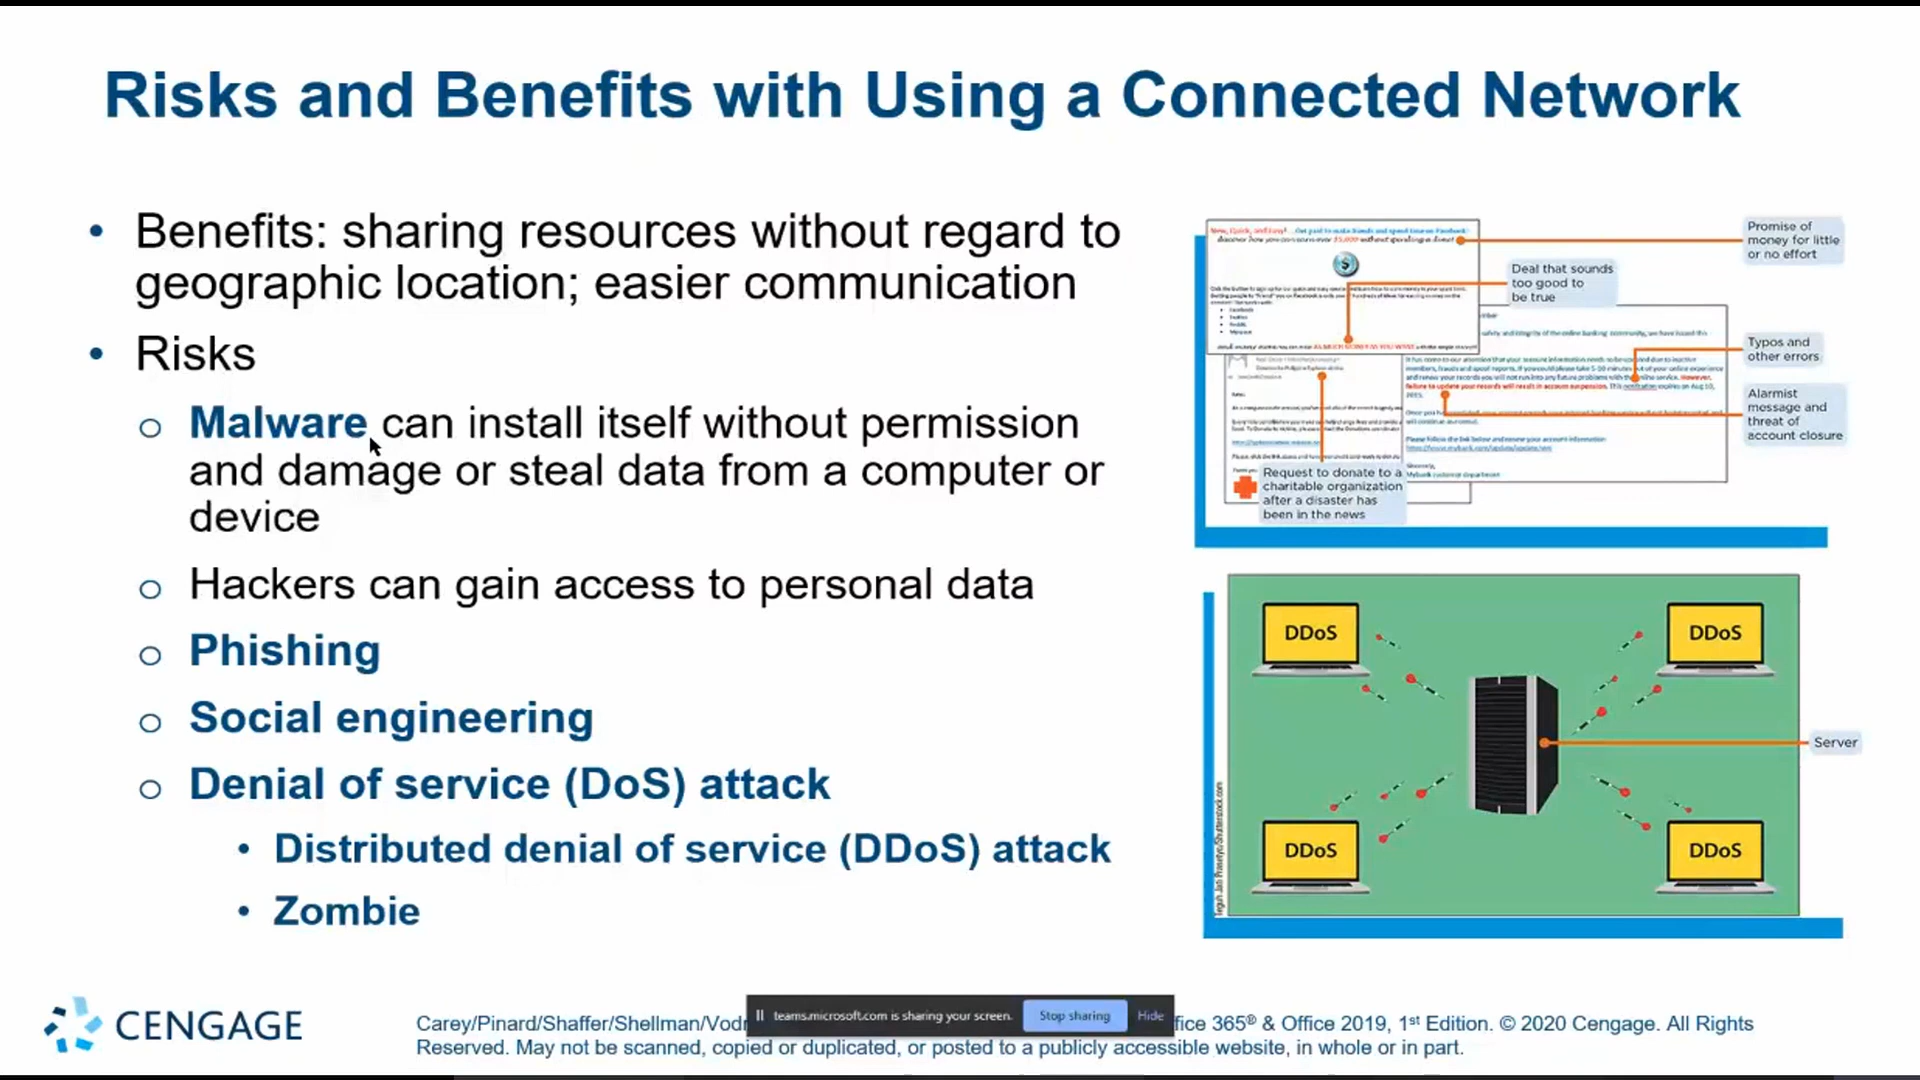 Risks and Benefits with Using a Connected Network
• Benefits: sharing resources without regard to
geographic location; easier communication
• Risks
o Malware can install itself without permission
and damage or steal data from a computer or
device
o Hackers can gain access to personal data
o Phishing
o Social engineering
o Denial of service (DoS) attack
• Distributed denial of service (DDoS) attack
• Zombie
Promise of
money for little
or no effort
Deal that sounds
too good to
be true
Typos and
other errors
Alarmist
message and
threat of
account closure
Request to donate to a
charitable organization
after a disaster has
been in the news
DDoS
DDoS
Server
DDoS
DDoS
Teguh Jati Prasetyo/Shutterstock.com
CENGAGE
Carey/Pinard/Shaffer/Shellman/Vod
fice 365® & Office 2019, 1st Edition. © 2020 Cengage. All Rights
Reserved. May not be scanned, copied or duplicated, or posted to a publicly accessible website, in whole or in part.
teams.microsoft.com is sharing your screen.
Stop sharing
Hide